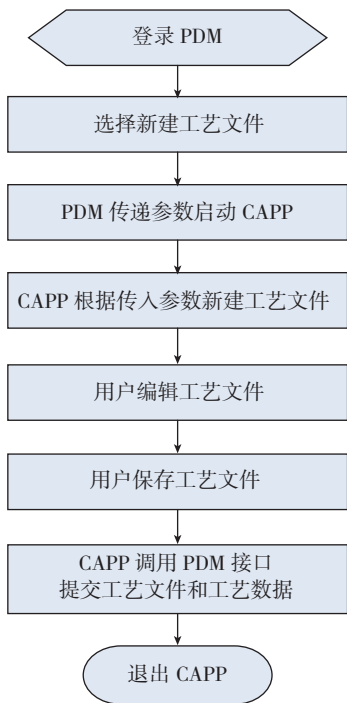 登录 PDM
选择新建工艺文件
PDM 传递参数启动 CAPP
CAPP 根据传入参数新建工艺文件
用户编辑工艺文件
用户保存工艺文件
CAPP 调用 PDM 接口
提交工艺文件和工艺数据
退出 CAPP